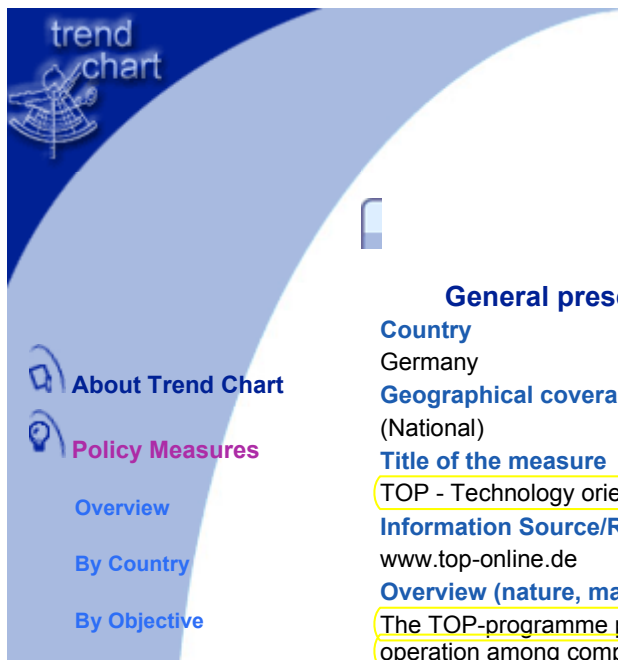 trend
chart
General pres
Country
Germany
About Trend Chart
Geographical covera
(National)
Policy Measures
Title of the measure
TOP - Technology orie
Overview
Information Source/R
www.top-online.de
By Country
Overview (nature, ma
By Objective
The TOP-programme p
operation among comp